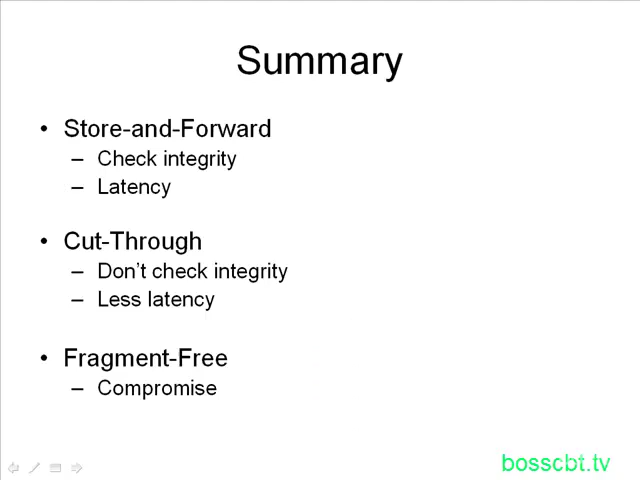 Summary
• Store-and-Forward
– Check integrity
– Latency
• Cut-Through
– Don't check integrity
– Less latency
• Fragment-Free
– Compromise
bosscbt.tv